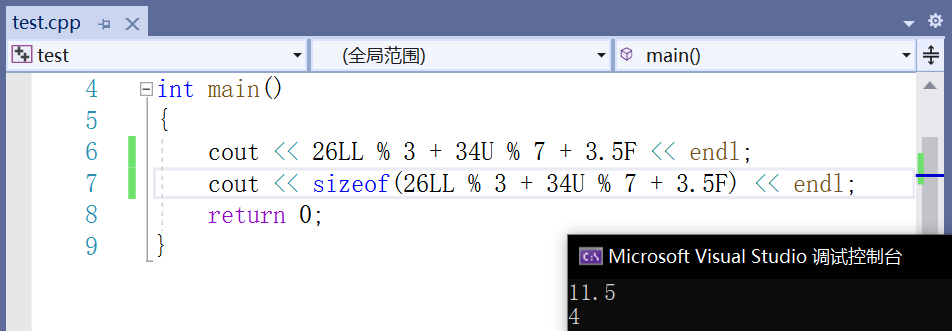 test.cpp
test (全局范围) main()
4 int main()
5 {
6 cout << 26LL % 3 + 34U % 7 + 3.5F << endl;
7 cout << sizeof(26LL % 3 + 34U % 7 + 3.5F) << endl;
8 return 0;
9 }
C:\ Microsoft Visual Studio 调试控制台
11.5
4